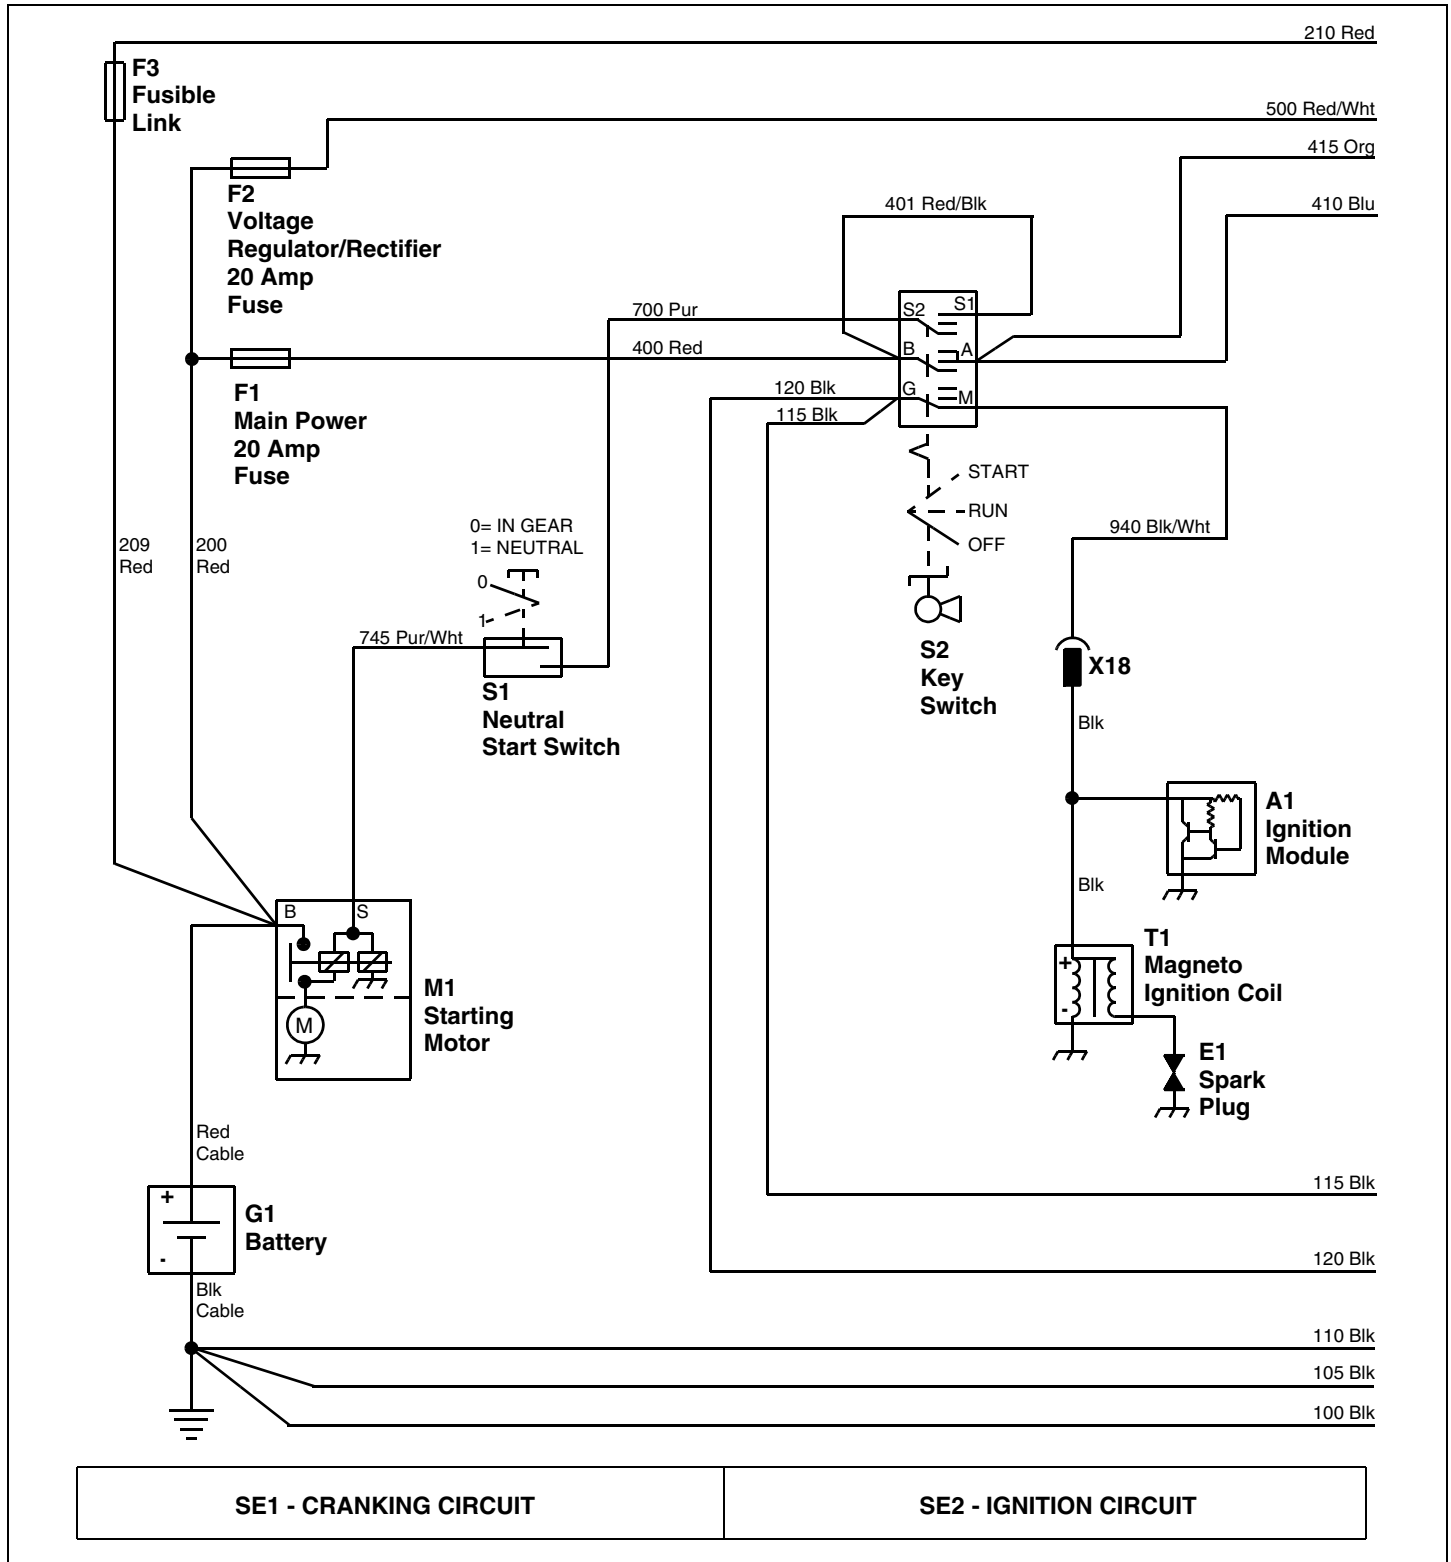 210 Red
F3
Fusible
Link
500 Red/Wht
415 Org
F2
Voltage
Regulator/Rectifier
20 Amp
Fuse
401 Red/Blk
410 Blu
700 Pur
S2
S1
400 Red
B
A
F1
Main Power
20 Amp
Fuse
120 Blk
G
M
115 Blk
START
RUN
OFF
0= IN GEAR
1= NEUTRAL
0
1
209
Red
200
Red
940 Blk/Wht
745 Pur/Wht
S1
Neutral
Start Switch
S2
Key
Switch
X18
Blk
A1
Ignition
Module
Blk
B
S
M
M1
Starting
Motor
T1
Magneto
Ignition Coil
+
-
E1
Spark
Plug
Red
Cable
+
-
G1
Battery
Blk
Cable
115 Blk
120 Blk
110 Blk
105 Blk
100 Blk
SE1 - CRANKING CIRCUIT
SE2 - IGNITION CIRCUIT